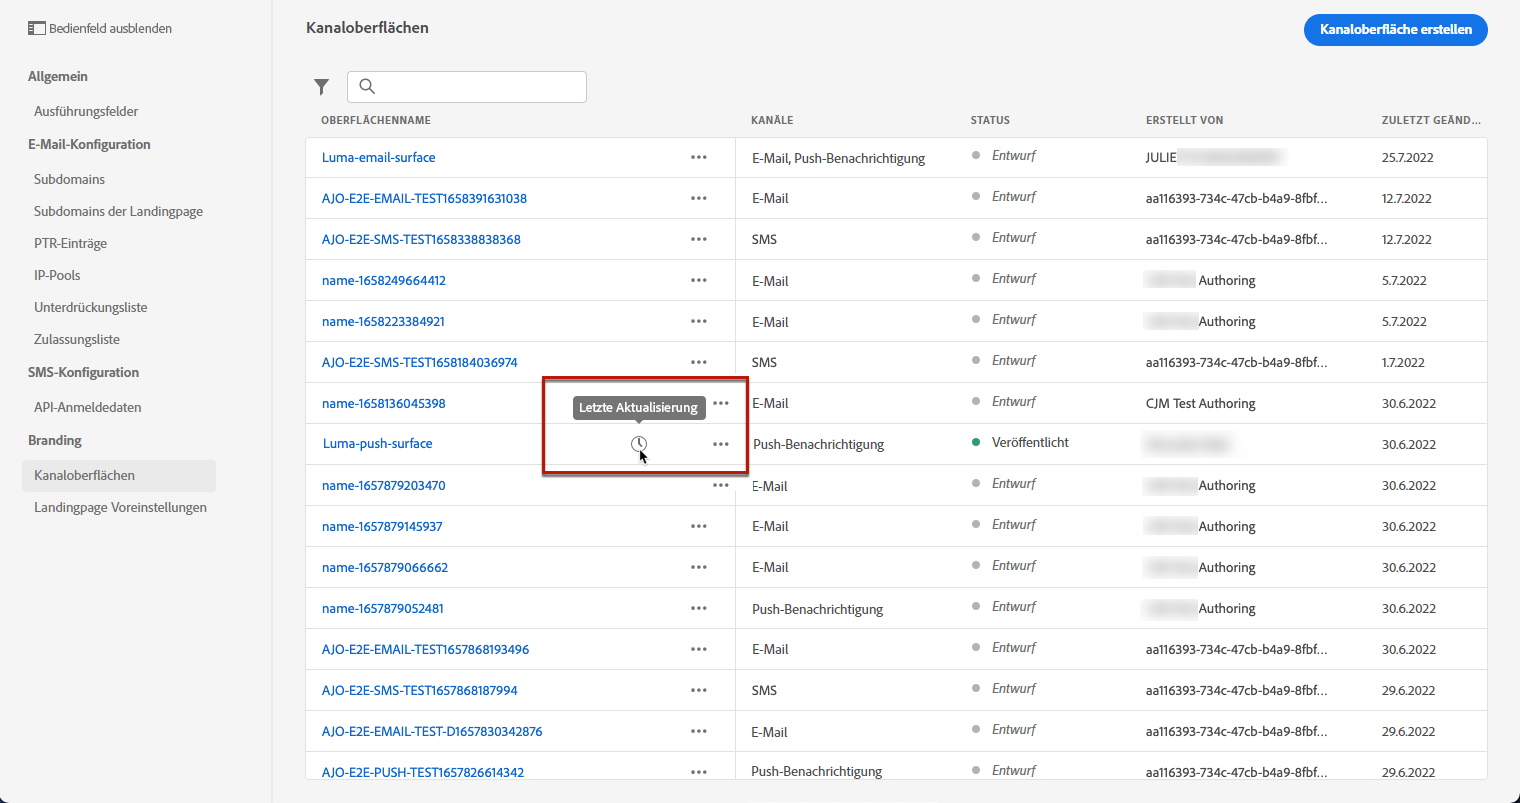 Bedienfeld ausblenden
Allgemein
Ausführungsfelder
E-Mail-Konfiguration
Subdomains
Subdomains der Landingpage
PTR-Einträge
IP-Pools
Unterdrückungsliste
Zulassungsliste
SMS-Konfiguration
API-Anmeldedaten
Branding
Kanaloberflächen
Landingpage Voreinstellungen
Kanaloberflächen
Kanaloberfläche erstellen
OBERFLÄCHENNAME KANÄLE STATUS ERSTELLT VON ZULETZT GEÄND...
Luma-email-surface ••• E-Mail, Push-Benachrichtigung Entwurf JULIE 25.7.2022
AJO-E2E-EMAIL-TEST1658391631038 ••• E-Mail Entwurf aa116393-734c-47cb-b4a9-8fbf... 12.7.2022
AJO-E2E-SMS-TEST1658338838368 ••• SMS Entwurf aa116393-734c-47cb-b4a9-8fbf... 12.7.2022
name-1658249664412 ••• E-Mail Entwurf Authoring 5.7.2022
name-1658223384921 ••• E-Mail Entwurf Authoring 5.7.2022
AJO-E2E-SMS-TEST1658184036974 ••• SMS Entwurf aa116393-734c-47cb-b4a9-8fbf... 1.7.2022
name-1658136045398 Letzte Aktualisierung ••• E-Mail Entwurf CJM Test Authoring 30.6.2022
Luma-push-surface ••• Push-Benachrichtigung Veröffentlicht 30.6.2022
name-1657879203470 ••• E-Mail Entwurf Authoring 30.6.2022
name-1657879145937 ••• E-Mail Entwurf Authoring 30.6.2022
name-1657879066662 ••• E-Mail Entwurf Authoring 30.6.2022
name-1657879052481 ••• Push-Benachrichtigung Entwurf Authoring 30.6.2022
AJO-E2E-EMAIL-TEST1657868193496 ••• E-Mail Entwurf aa116393-734c-47cb-b4a9-8fbf... 30.6.2022
AJO-E2E-SMS-TEST1657868187994 ••• SMS Entwurf aa116393-734c-47cb-b4a9-8fbf... 29.6.2022
AJO-E2E-EMAIL-TEST-D1657830342876 ••• E-Mail Entwurf aa116393-734c-47cb-b4a9-8fbf... 29.6.2022
AJO-E2E-PUSH-TEST1657826614342 ••• Push-Benachrichtigung Entwurf aa116393-734c-47cb-b4a9-8fbf... 29.6.2022